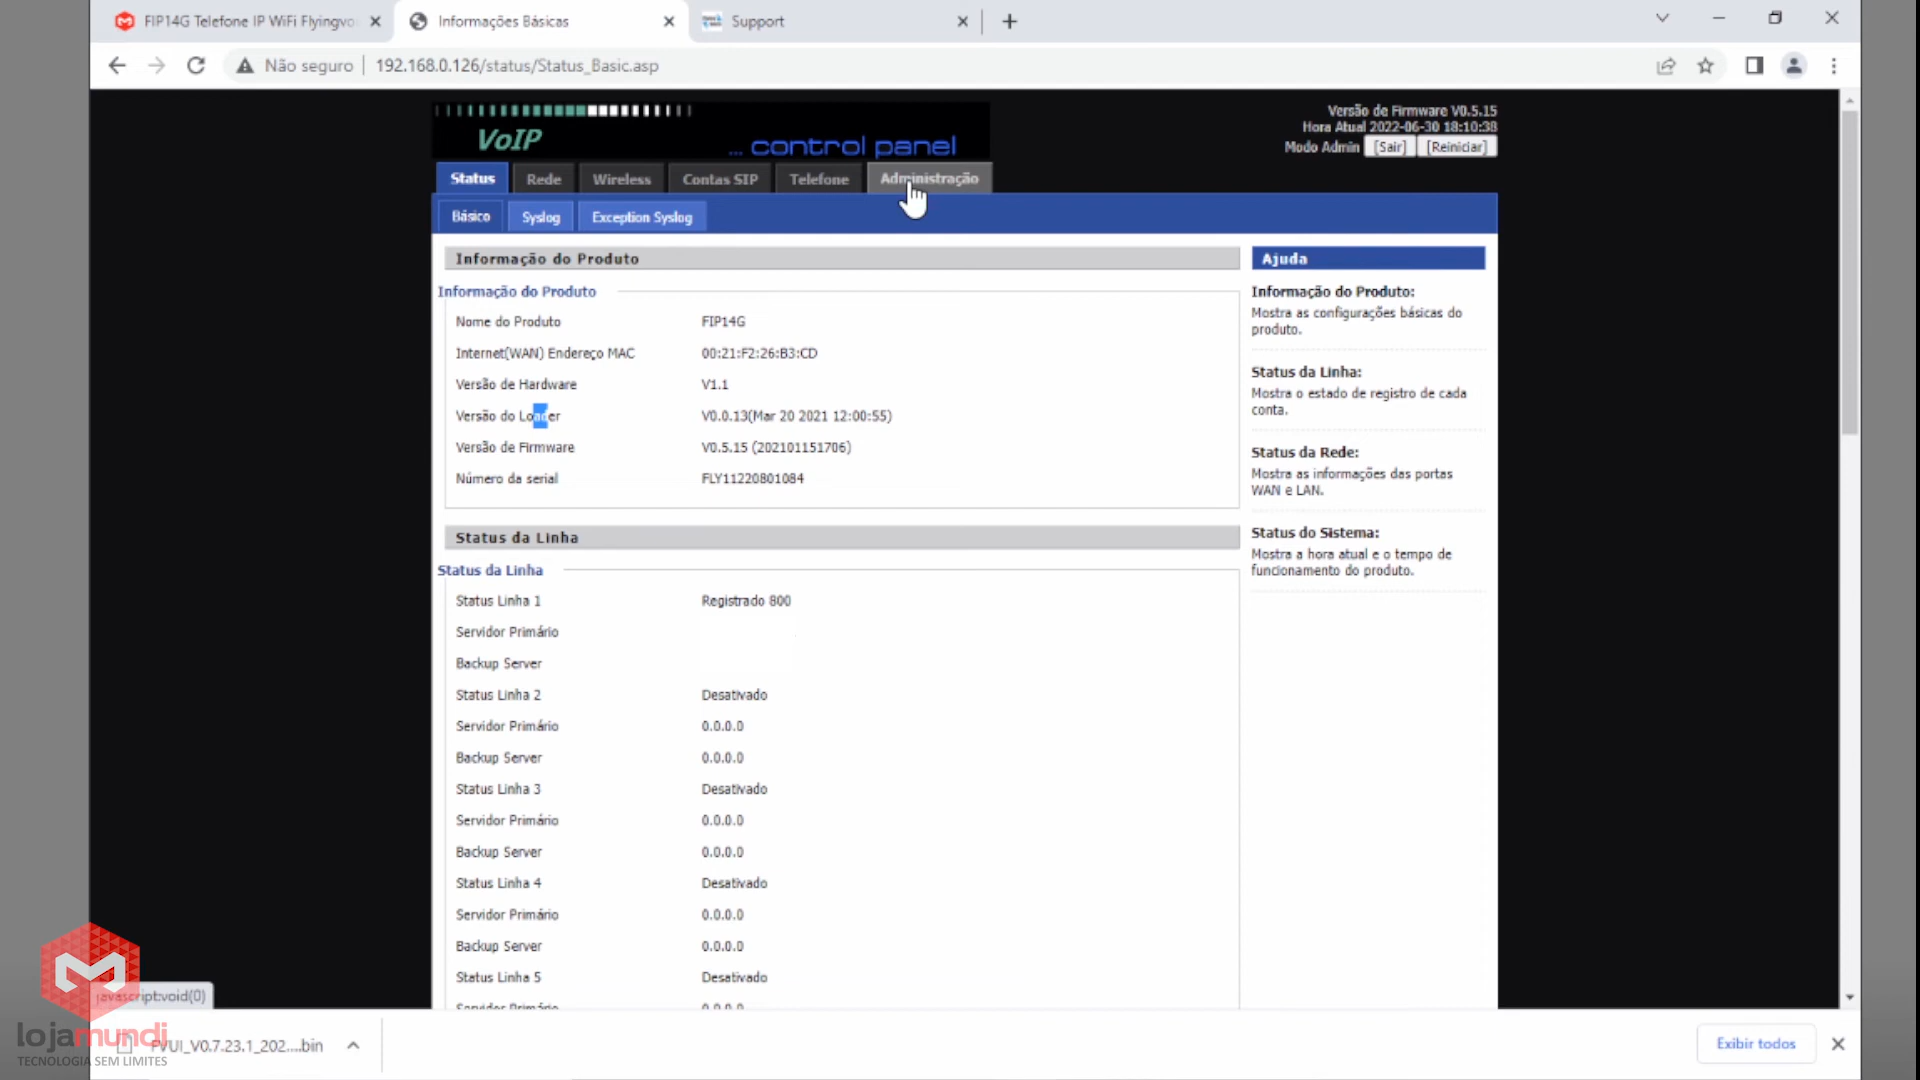 FIP14G Telefone IP WiFi Flyingvo
Informações Básicas
Support
Não seguro
192.168.0.126/status/Status_Basic.asp
VoIP
... control panel
Versão de Firmware V0.5.15
Hora Atual 2022-06-30 18:10:38
Modo Admin [Sair] [Reiniciar]
Status Rede Wireless Contas SIP Telefone Administração
Básico Syslog Exception Syslog
Informação do Produto
Informação do Produto
Nome do Produto FIP14G
Internet(WAN) Endereço MAC 00:21:F2:26:B3:CD
Versão de Hardware V1.1
Versão do Loader V0.0.13(Mar 20 2021 12:00:55)
Versão de Firmware V0.5.15 (202101151706)
Número da serial FLY11220801084
Status da Linha
Status da Linha
Status Linha 1 Registrado 800
Servidor Primário
Backup Server
Status Linha 2 Desativado
Servidor Primário 0.0.0.0
Backup Server 0.0.0.0
Status Linha 3 Desativado
Servidor Primário 0.0.0.0
Backup Server 0.0.0.0
Status Linha 4 Desativado
Servidor Primário 0.0.0.0
Backup Server 0.0.0.0
Status Linha 5 Desativado
Servidor Primário 0.0.0.0
Ajuda
Informação do Produto:
Mostra as configurações básicas do
produto.
Status da Linha:
Mostra o estado de registro de cada
conta.
Status da Rede:
Mostra as informações das portas
WAN e LAN.
Status do Sistema:
Mostra a hora atual e o tempo de
funcionamento do produto.
javascript:void(0)
lojamundi
TECNOLOGIA SEM LIMITES
FVUI_V0.7.23.1_202....bin
Exibir todos